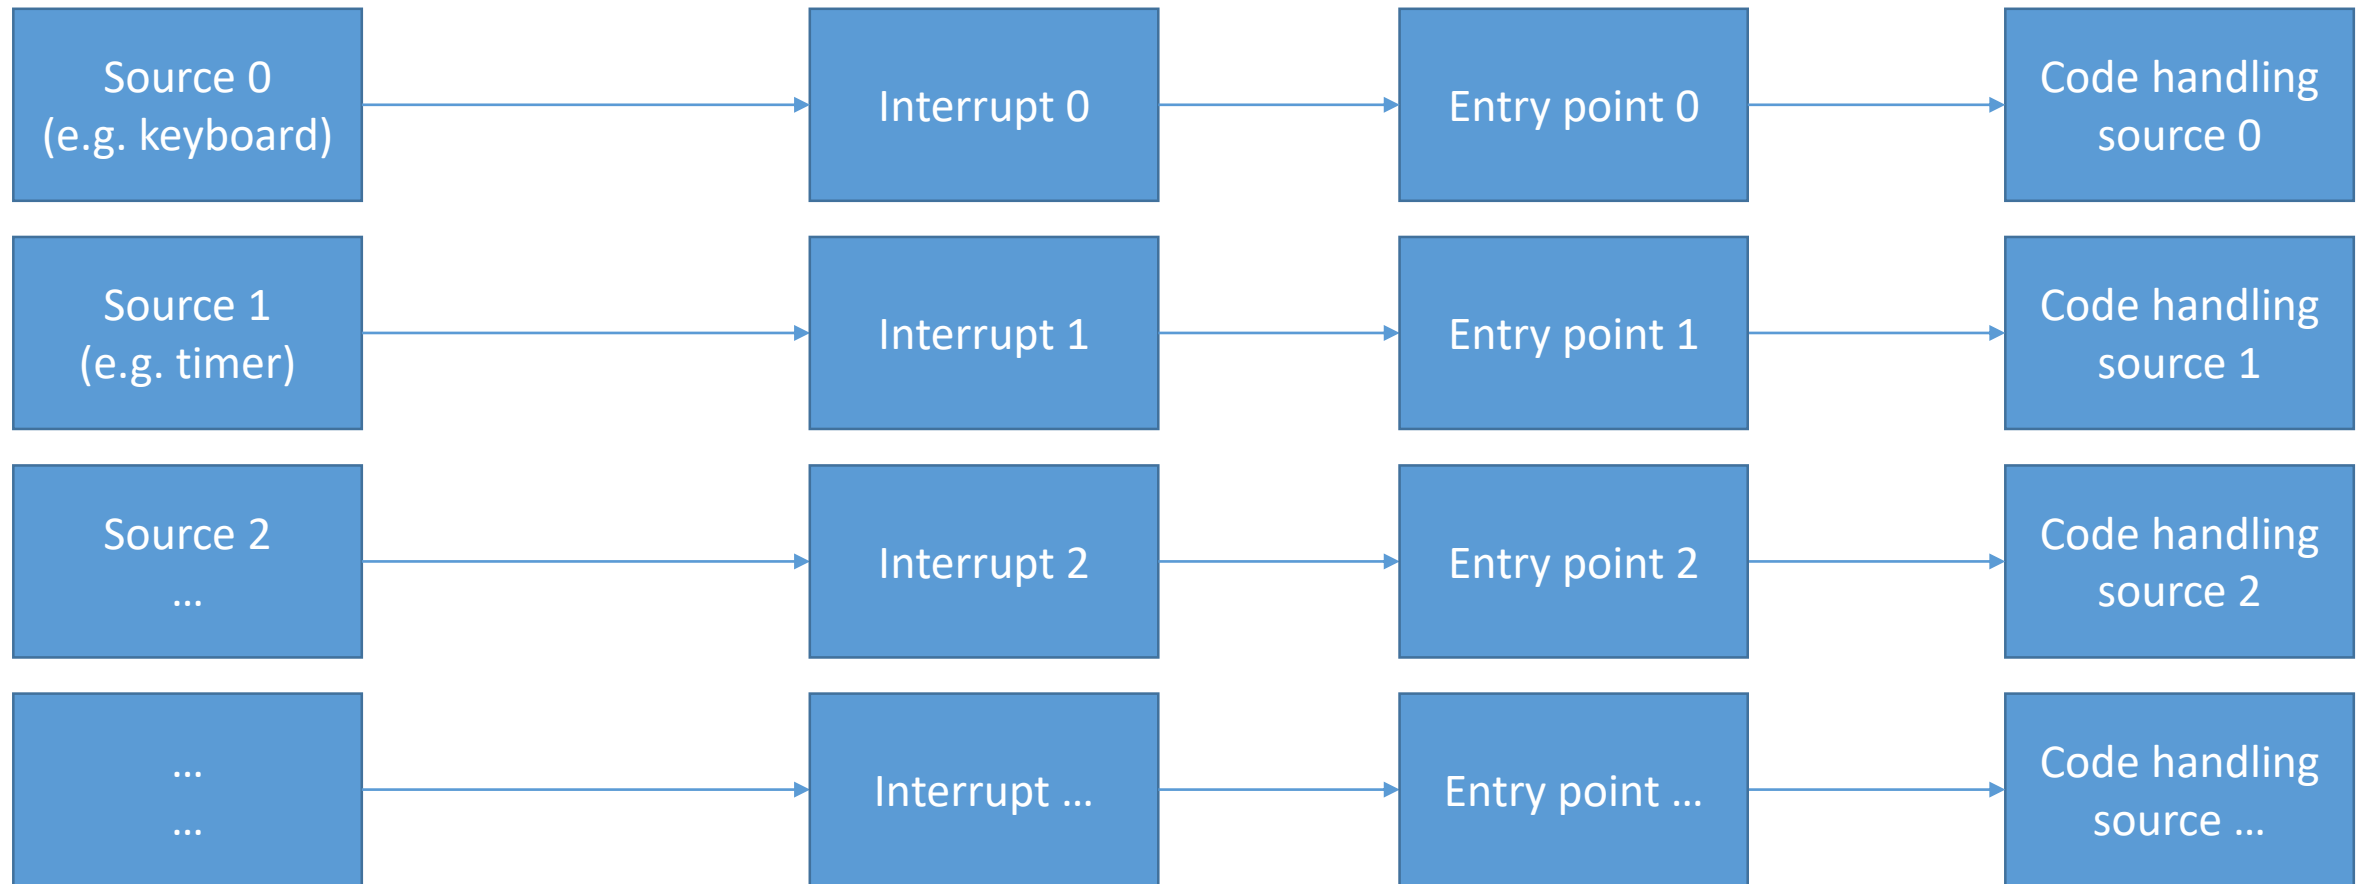 Source 0
(e.g. keyboard)
Interrupt 0
Entry point 0
Code handling
source 0
Source 1
(e.g. timer)
Interrupt 1
Entry point 1
Code handling
source 1
Source 2
...
Interrupt 2
Entry point 2
Code handling
source 2
...
...
Interrupt ...
Entry point ...
Code handling
source ...